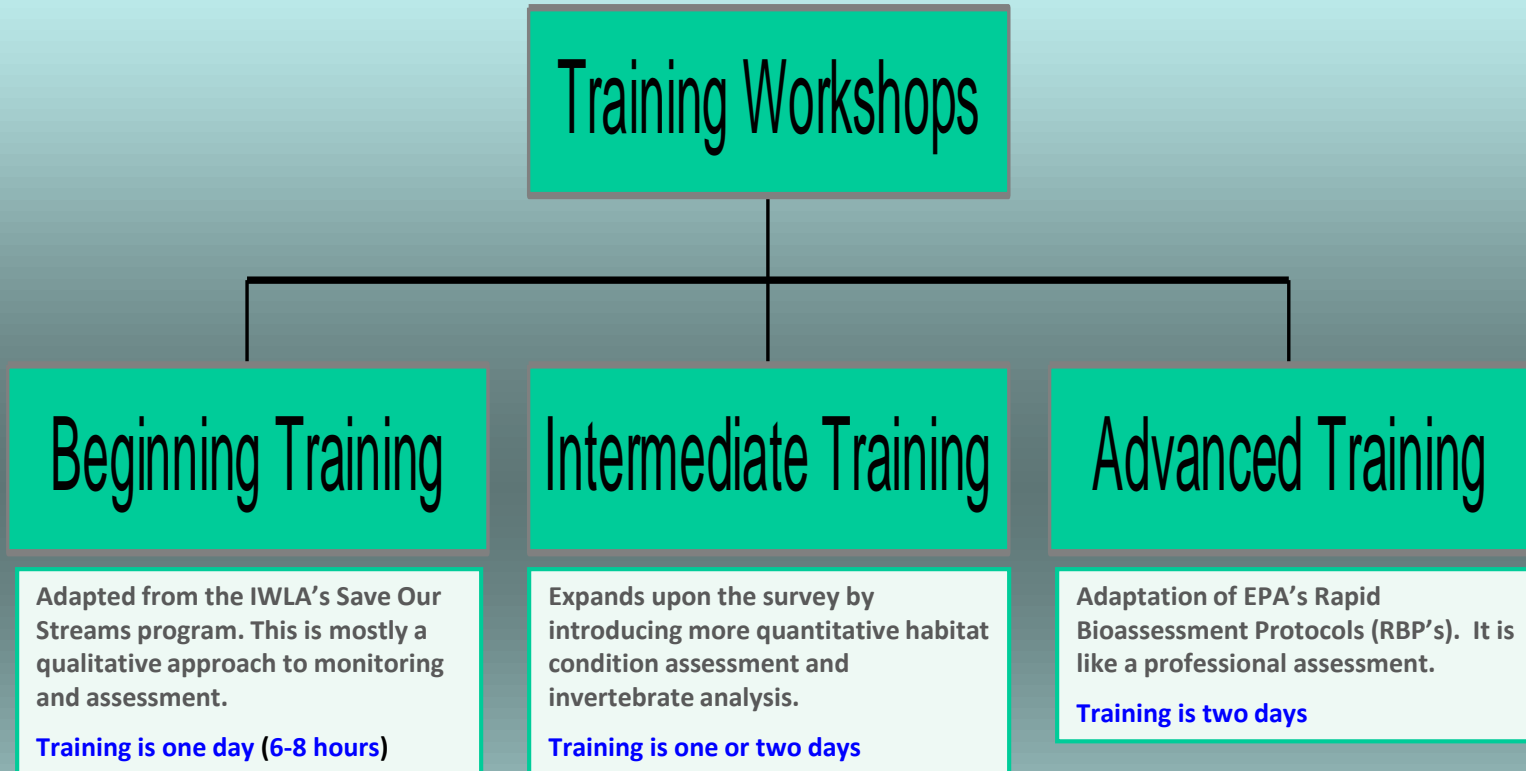 Training Workshops
Beginning Training
Adapted from the IWLA’s Save Our
Streams program. This is mostly a
qualitative approach to monitoring
and assessment.
Training is one day (6-8 hours)
Intermediate Training
Expands upon the survey by
introducing more quantitative habitat
condition assessment and
invertebrate analysis.
Training is one or two days
Advanced Training
Adaptation of EPA’s Rapid
Bioassessment Protocols (RBP’s).  It is
like a professional assessment.
Training is two days